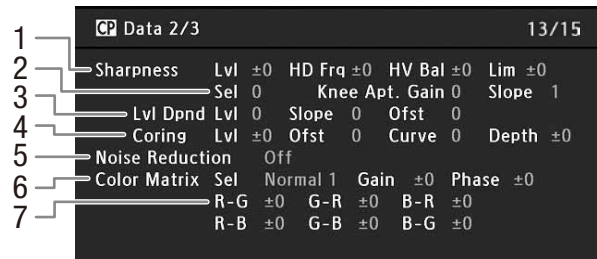 CP Data 2/3 13/15
1 Sharpness Lvl ±0 HD Frq ±0 HV Bal ±0 Lim ±0
2 Sel 0 Knee Apt. Gain 0 Slope 1
3 Lvl Dpnd Lvl 0 Slope 0 Ofst 0
4 Coring Lvl ±0 Ofst 0 Curve 0 Depth ±0
5 Noise Reduction Off
6 Color Matrix Sel Normal 1 Gain ±0 Phase ±0
7 R-G ±0 G-R ±0 B-R ±0
R-B ±0 G-B ±0 B-G ±0